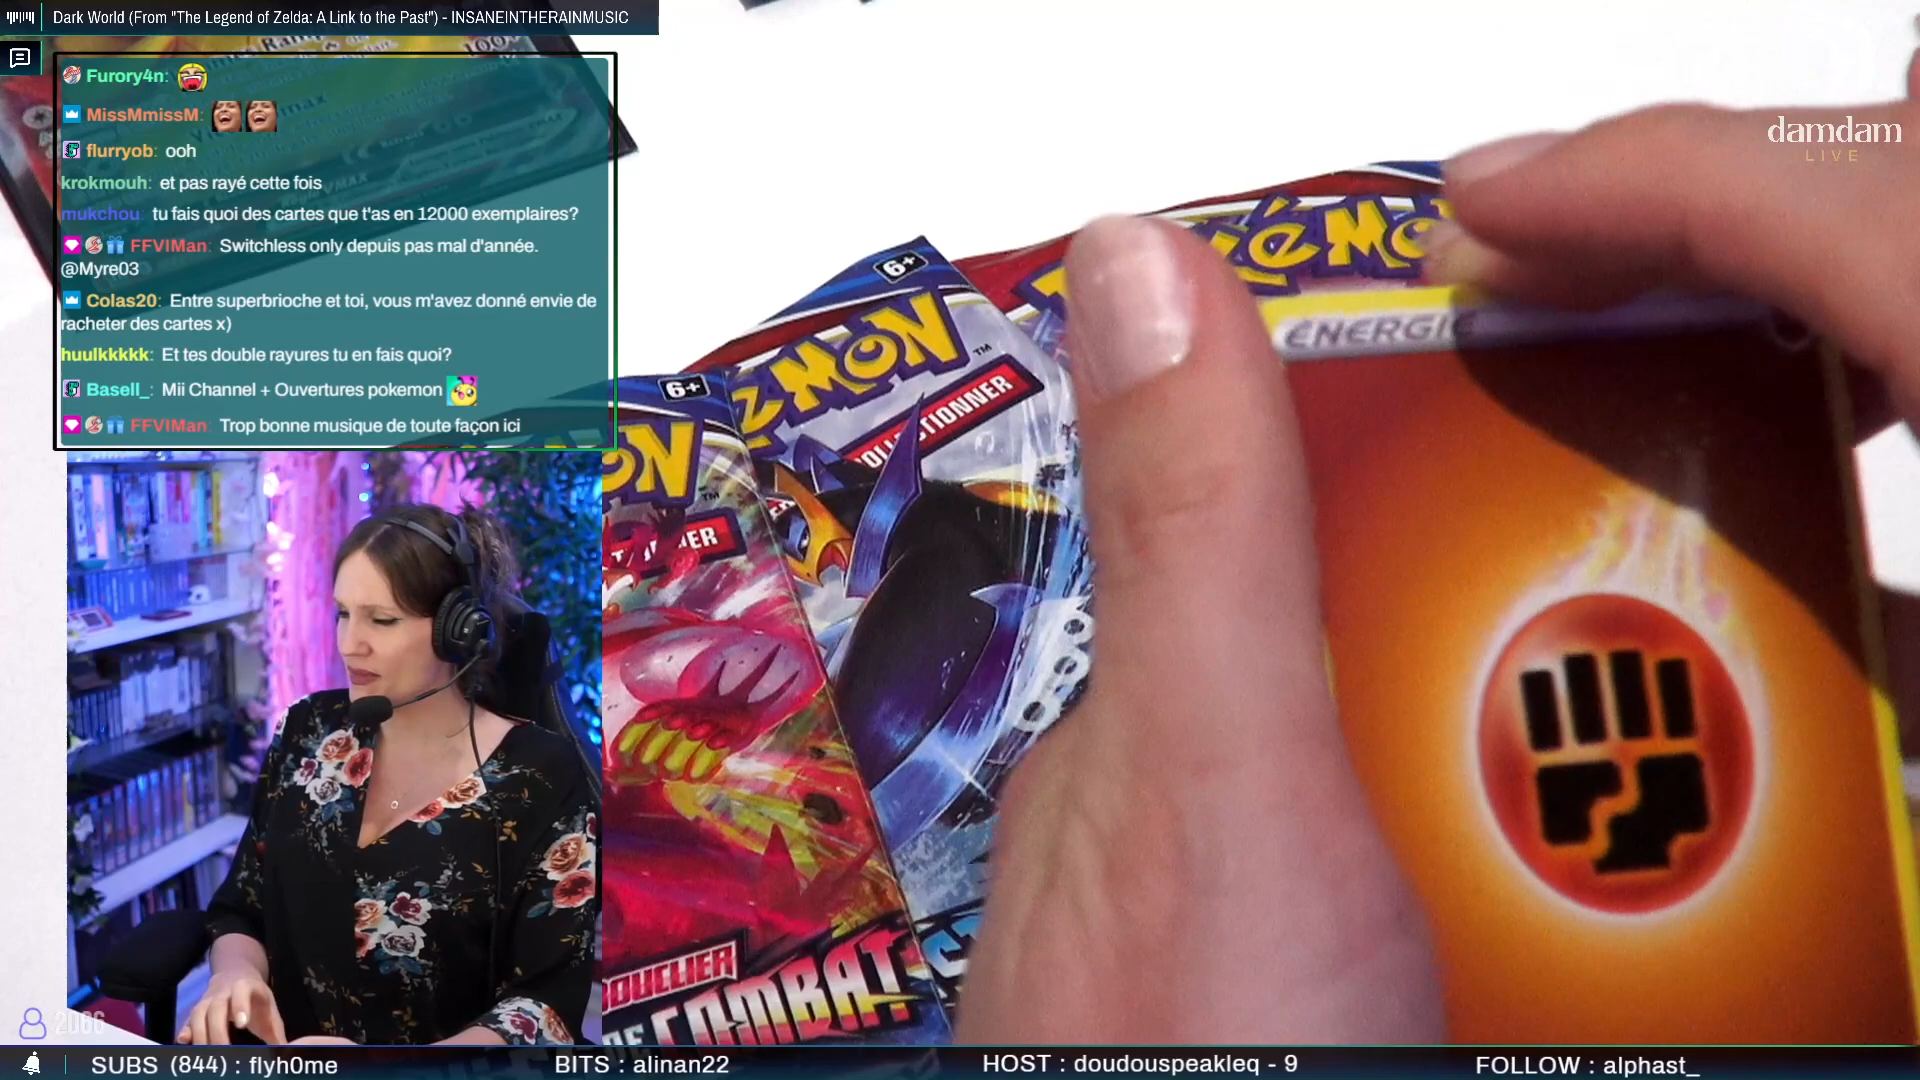 Dark World (From "The Legend of Zelda: A Link to the Past") - INSANEINTHERAINMUSIC
Furory4n:
MissMmissM:
flurryob: ooh
krokmouh: et pas rayé cette fois
mukchou: tu fais quoi des cartes que t'as en 12000 exemplaires?
FFVIMan: Switchless only depuis pas mal d'année.
@Myre03
Colas20: Entre superbrioche et toi, vous m'avez donné envie de
racheter des cartes x)
huulkkkkk: Et tes double rayures tu en fais quoi?
Basell_: Mii Channel + Ouvertures pokemon
FFVIMan: Trop bonne musique de toute façon ici
damdam
LIVE
6+
6+
ÉNERGIE
BOUCLIER
COMBAT
2066
SUBS (844) : flyh0me
BITS : alinan22
HOST : doudouspeakleq - 9
FOLLOW : alphast_